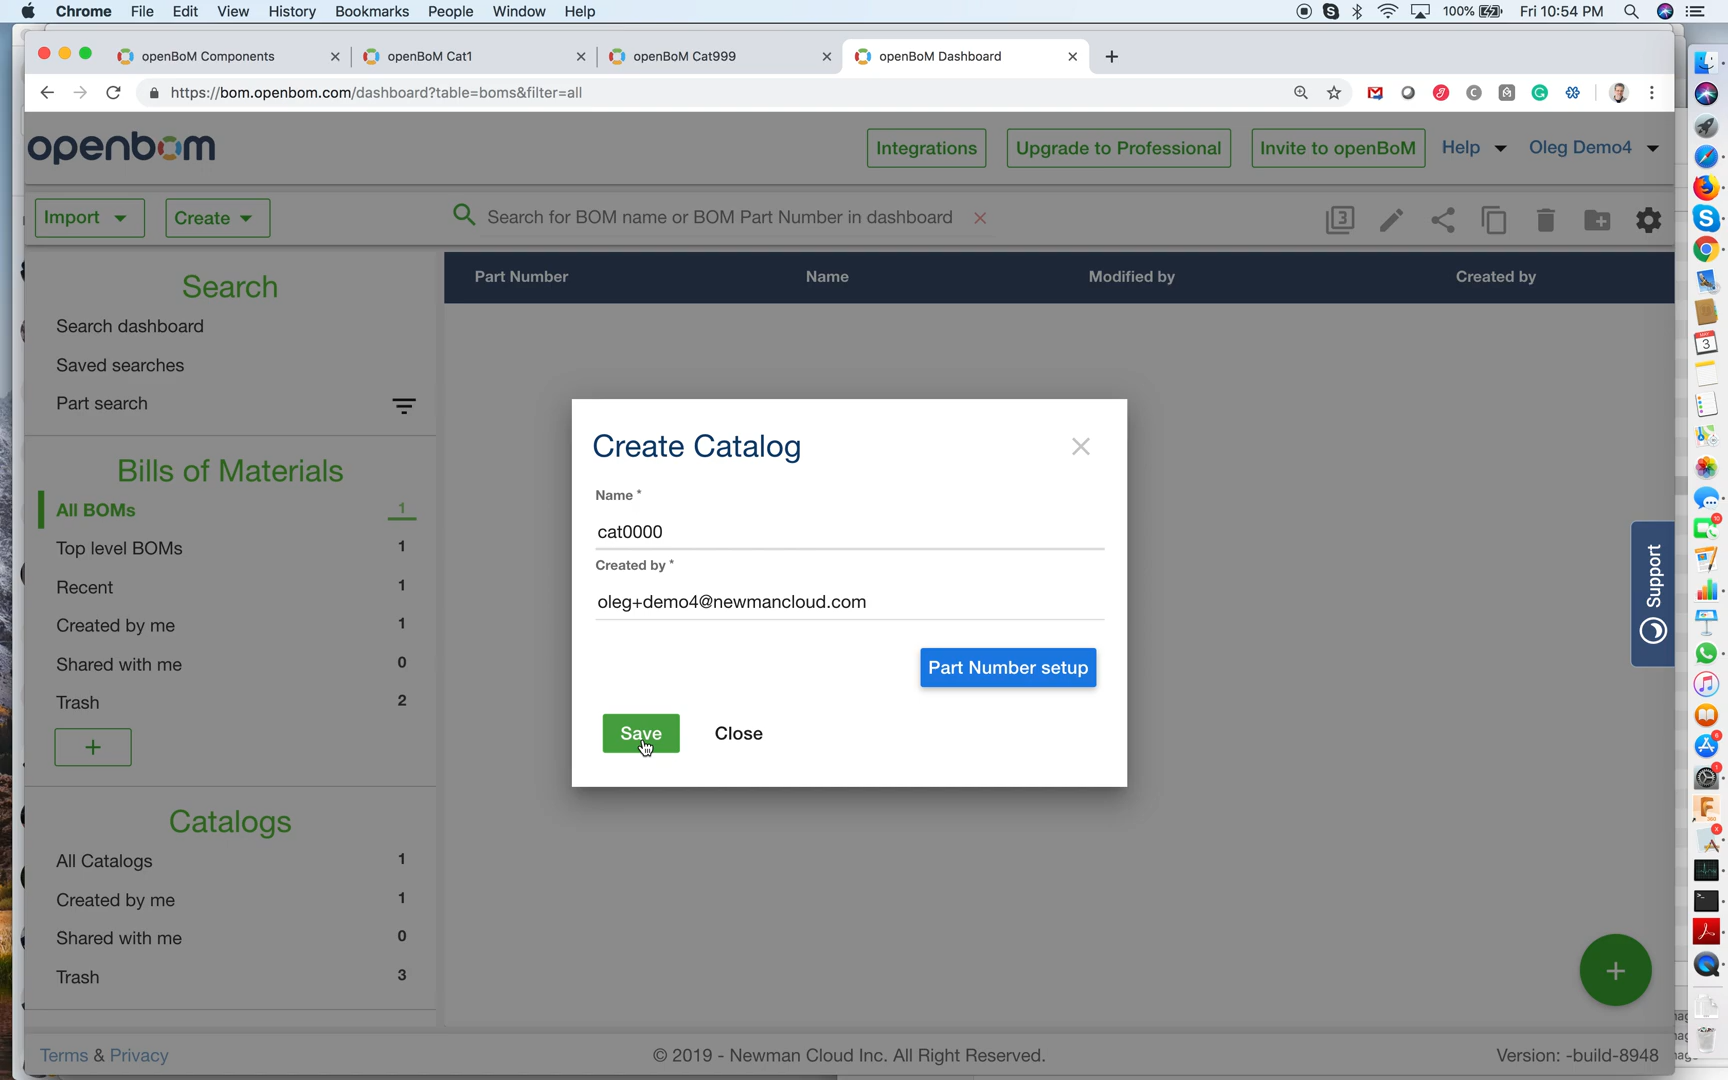 Chrome File Edit View History Bookmarks People Window Help
100% Fri 10:54 PM
openBoM Components
openBoM Cat1
openBoM Cat999
openBoM Dashboard
https://bom.openbom.com/dashboard?table=boms&filter=all
openbom
Integrations
Upgrade to Professional
Invite to openBoM
Help
Oleg Demo4
Import
Create
Search for BOM name or BOM Part Number in dashboard
3
Search
Search dashboard
Saved searches
Part search
Bills of Materials
All BOMs 1
Top level BOMs 1
Recent 1
Created by me 1
Shared with me 0
Trash 2
+
Catalogs
All Catalogs 1
Created by me 1
Shared with me 0
Trash 3
Part Number Name Modified by Created by
Create Catalog
Name *
cat0000
Created by *
oleg+demo4@newmancloud.com
Part Number setup
Save
Close
Support
+
Terms & Privacy
© 2019 - Newman Cloud Inc. All Right Reserved.
Version: -build-8948